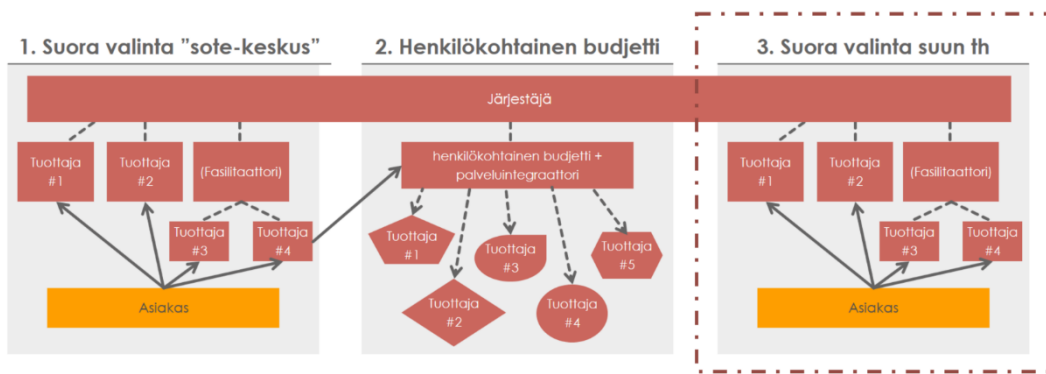 1. Suora valinta "sote-keskus"
2. Henkilökohtainen budjetti
3. Suora valinta suun th
Järjestäjä
Tuottaja
#1
Tuottaja
#2
(Fasilitaattori)
Tuottaja
#3
Tuottaja
#4
Asiakas
henkilökohtainen budjetti +
palveluintegraattori
Tuottaja
#1
Tuottaja
#2
Tuottaja
#3
Tuottaja
#4
Tuottaja
#5
Tuottaja
#1
Tuottaja
#2
(Fasilitaattori)
Tuottaja
#3
Tuottaja
#4
Asiakas